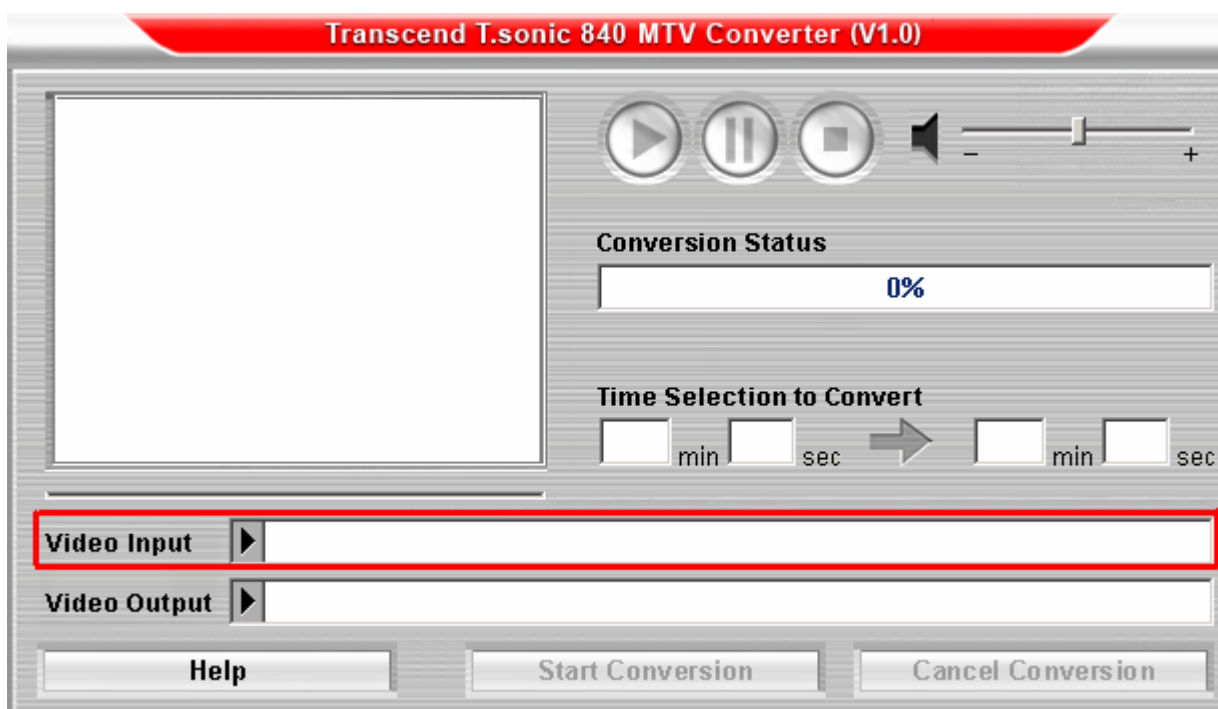 Transcend T.sonic 840 MTV Converter (V1.0)
− +
Conversion Status
0%
Time Selection to Convert
min sec min sec
Video Input
Video Output
Help Start Conversion Cancel Conversion